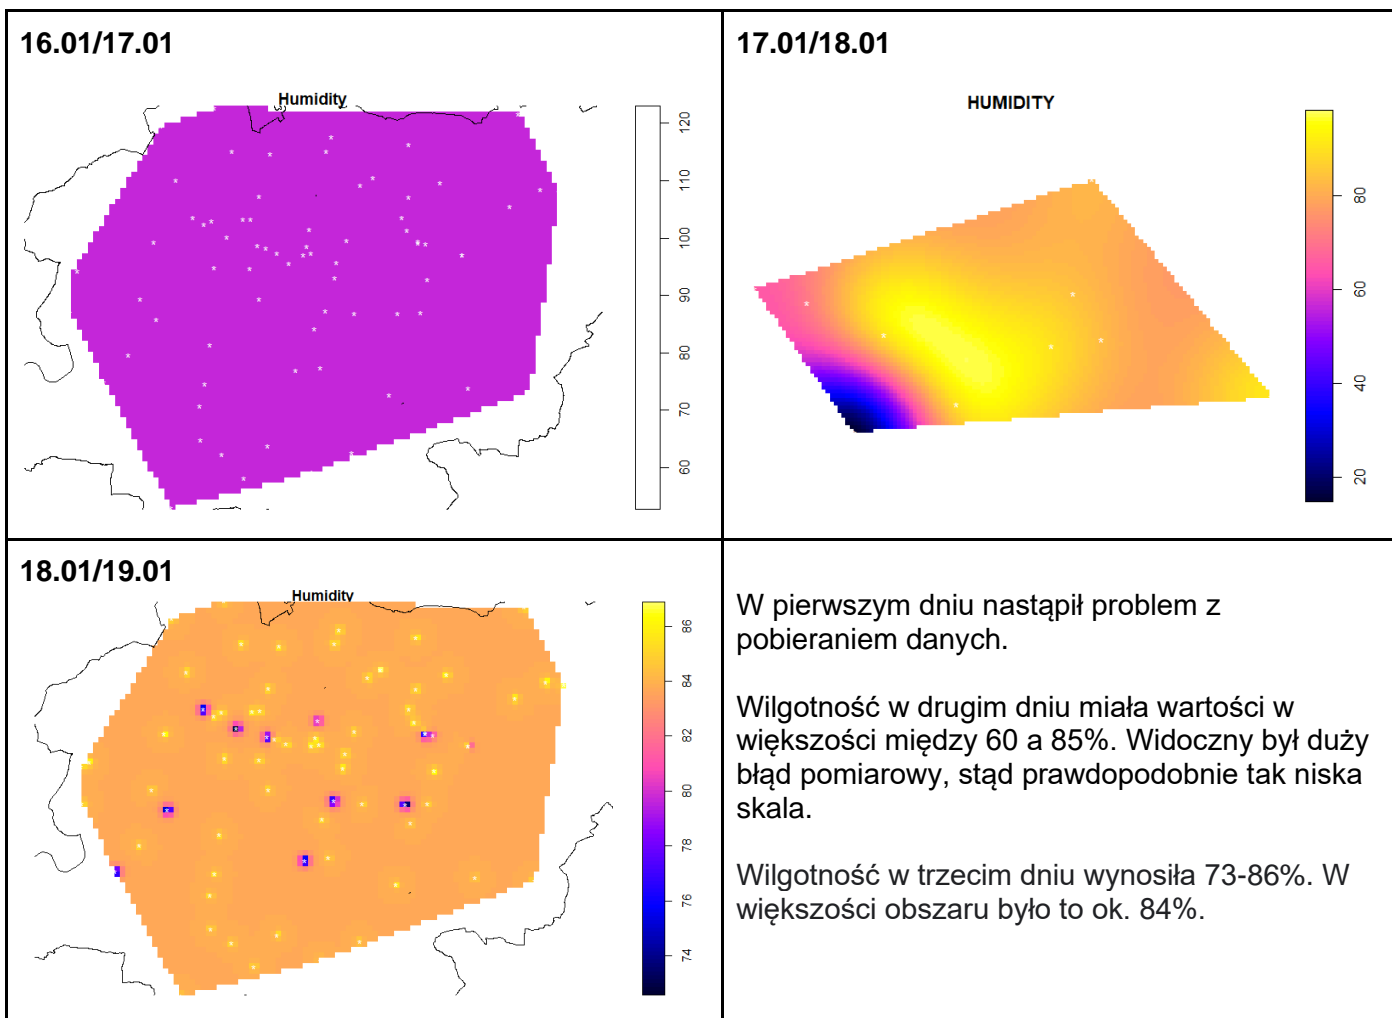 16.01/17.01
Humidity
120
110
100
90
80
70
60
17.01/18.01
HUMIDITY
80
60
40
20
18.01/19.01
Humidity
86
84
82
80
78
76
74
W pierwszym dniu nastąpił problem z
pobieraniem danych.
Wilgotność w drugim dniu miała wartości w
większości między 60 a 85%. Widoczny był duży
błąd pomiarowy, stąd prawdopodobnie tak niska
skala.
Wilgotność w trzecim dniu wynosiła 73-86%. W
większości obszaru było to ok. 84%.